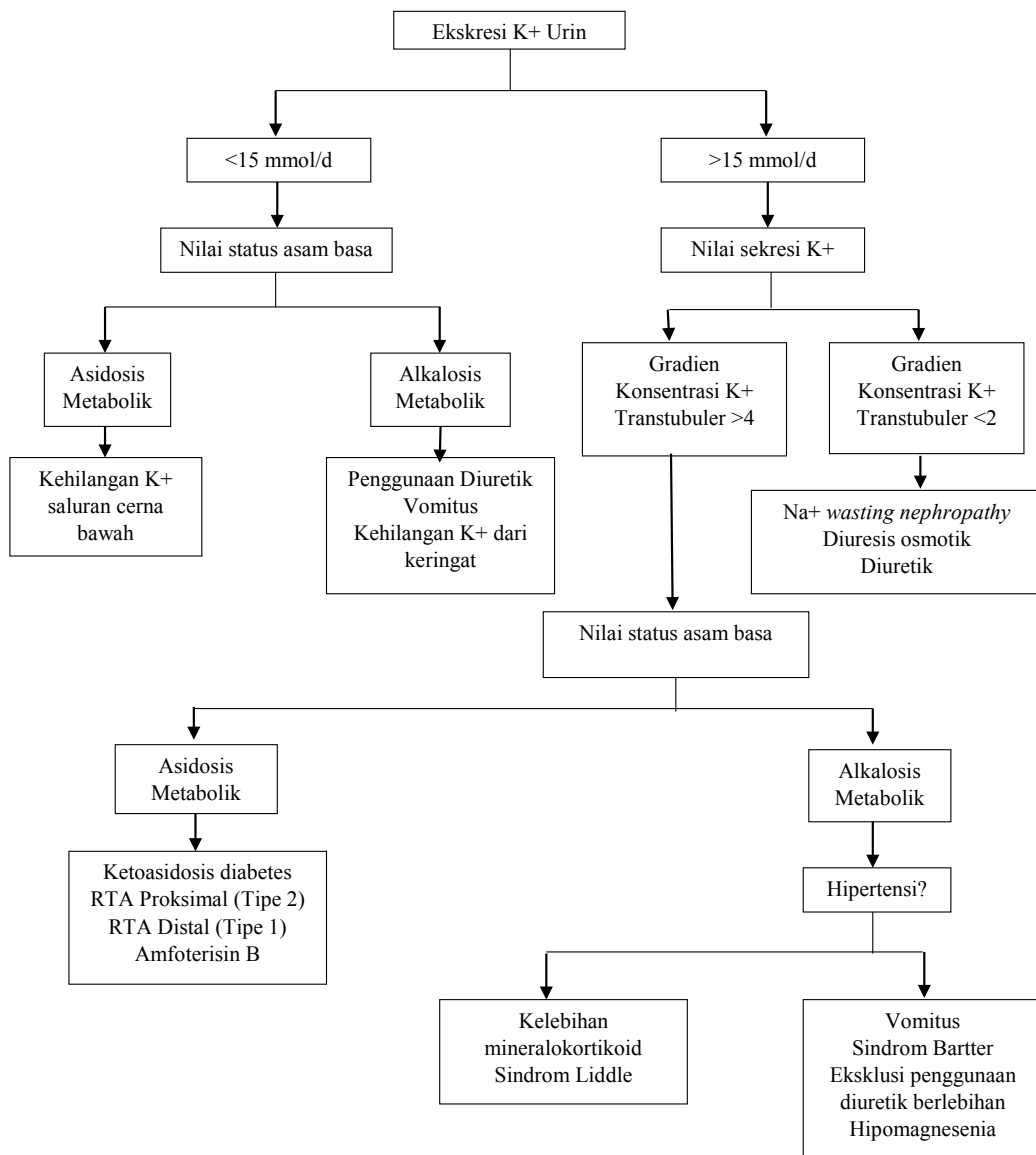 Ekskresi K+ Urin
<15 mmol/d
>15 mmol/d
Nilai status asam basa
Nilai sekresi K+
Asidosis
Metabolik
Alkalosis
Metabolik
Gradien
Konsentrasi K+
Transtubuler >4
Gradien
Konsentrasi K+
Transtubuler <2
Kehilangan K+
saluran cerna
bawah
Penggunaan Diuretik
Vomitus
Kehilangan K+ dari
keringat
Na+ wasting nephropathy
Diuresis osmotik
Diuretik
Nilai status asam basa
Asidosis
Metabolik
Alkalosis
Metabolik
Ketoasidosis diabetes
RTA Proksimal (Tipe 2)
RTA Distal (Tipe 1)
Amfoterisin B
Hipertensi?
Kelebihan
mineralokortikoid
Sindrom Liddle
Vomitus
Sindrom Bartter
Eksklusi penggunaan
diuretik berlebihan
Hipomagnesenia